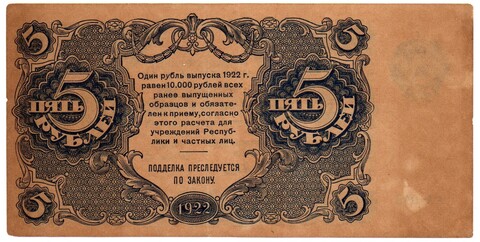 5 5
Один рубль выпуска 1922 г.
равен 10.000 рублей всех
ранее выпущенных
образцов и обязате-
лен к приему, согласно
этого расчета для
учреждений Респуб-
лики и частных лиц.
5 ПЯТЬ РУБЛЕЙ
5 ПЯТЬ РУБЛЕЙ
ПОДДЕЛКА ПРЕСЛЕДУЕТСЯ
ПО ЗАКОНУ.
5 1922 5